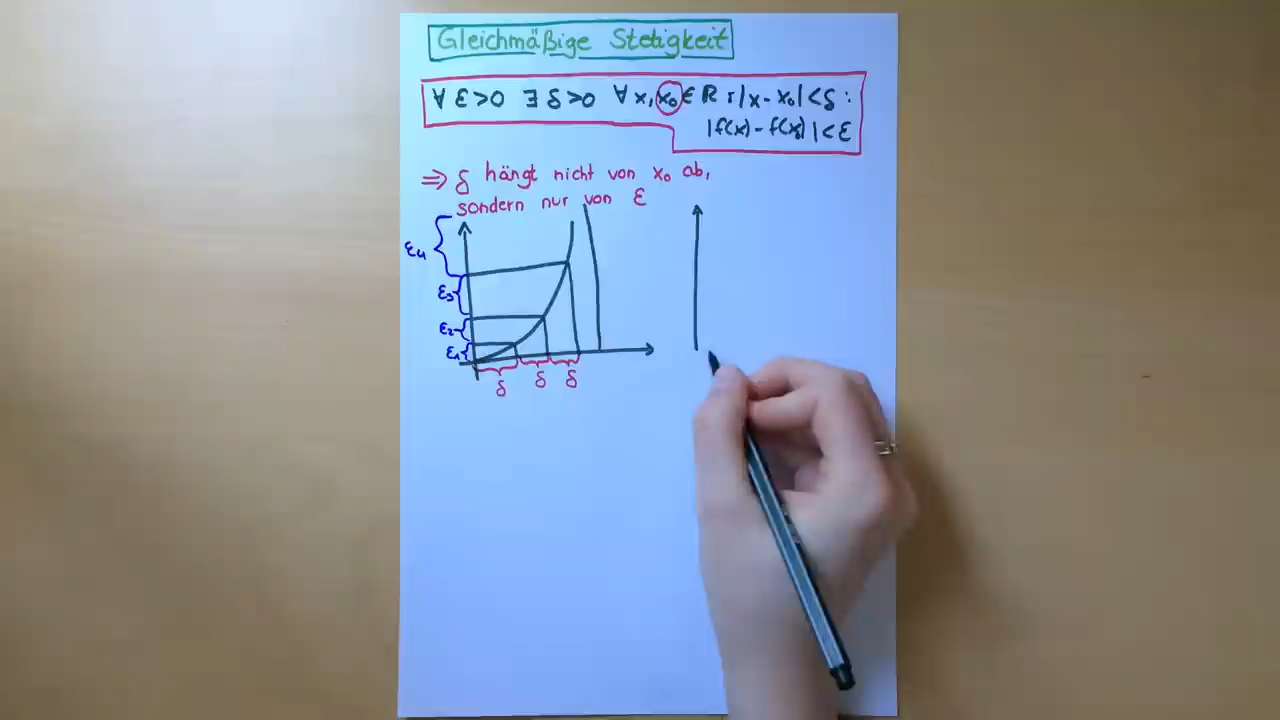 Gleichmäßige Stetigkeit
∀ ε>0 ∃ δ>0 ∀ x, x₀ ∈ ℝ : |x - x₀| < δ :
|f(x) - f(x₀)| < ε
⇒ δ hängt nicht von x₀ ab,
sondern nur von ε
ε₄
ε₃
ε₂
ε₁
δ δ δ